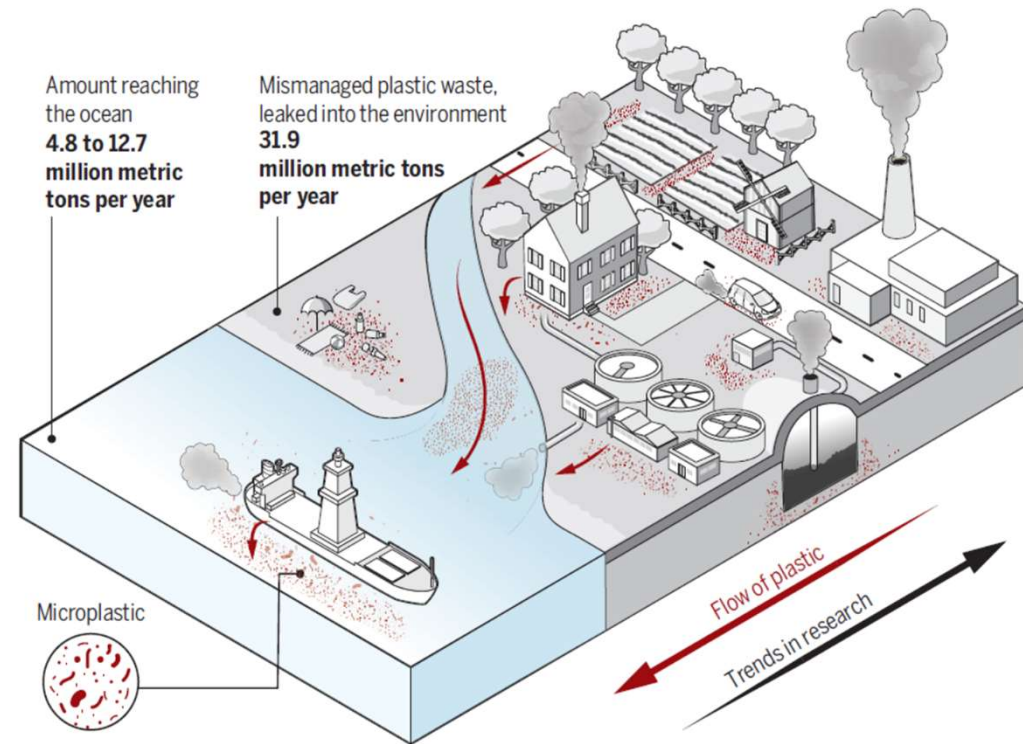 Amount reaching
the ocean
4.8 to 12.7
million metric
tons per year
Mismanaged plastic waste,
leaked into the environment
31.9
million metric tons
per year
Microplastic
Flow of plastic
Trends in research